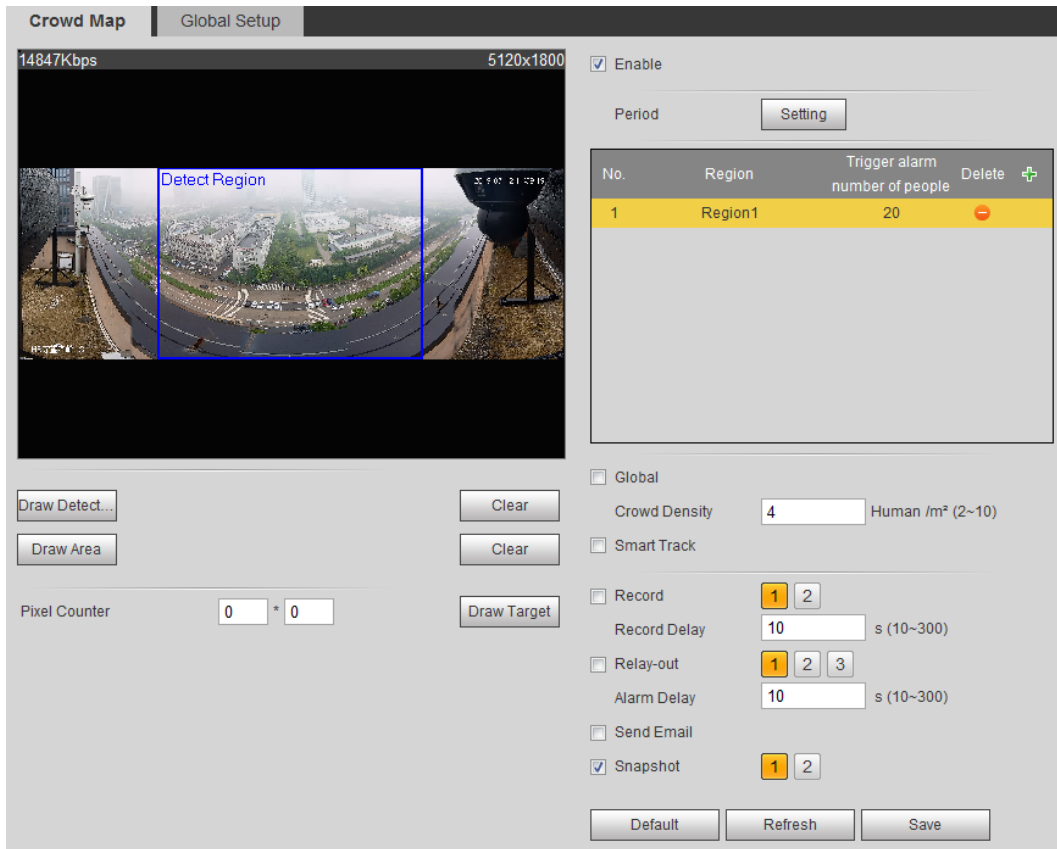 Crowd Map
Global Setup
14847Kbps
5120x1800
Detect Region
Draw Detect...
Clear
Draw Area
Clear
Pixel Counter
0 * 0
Draw Target
Enable
Period
Setting
No.
Region
Trigger alarm
number of people
Delete
1
Region1
20
Global
Crowd Density
4
Human /m² (2~10)
Smart Track
Record
1 2
Record Delay
10
s (10~300)
Relay-out
1 2 3
Alarm Delay
10
s (10~300)
Send Email
Snapshot
1 2
Default
Refresh
Save